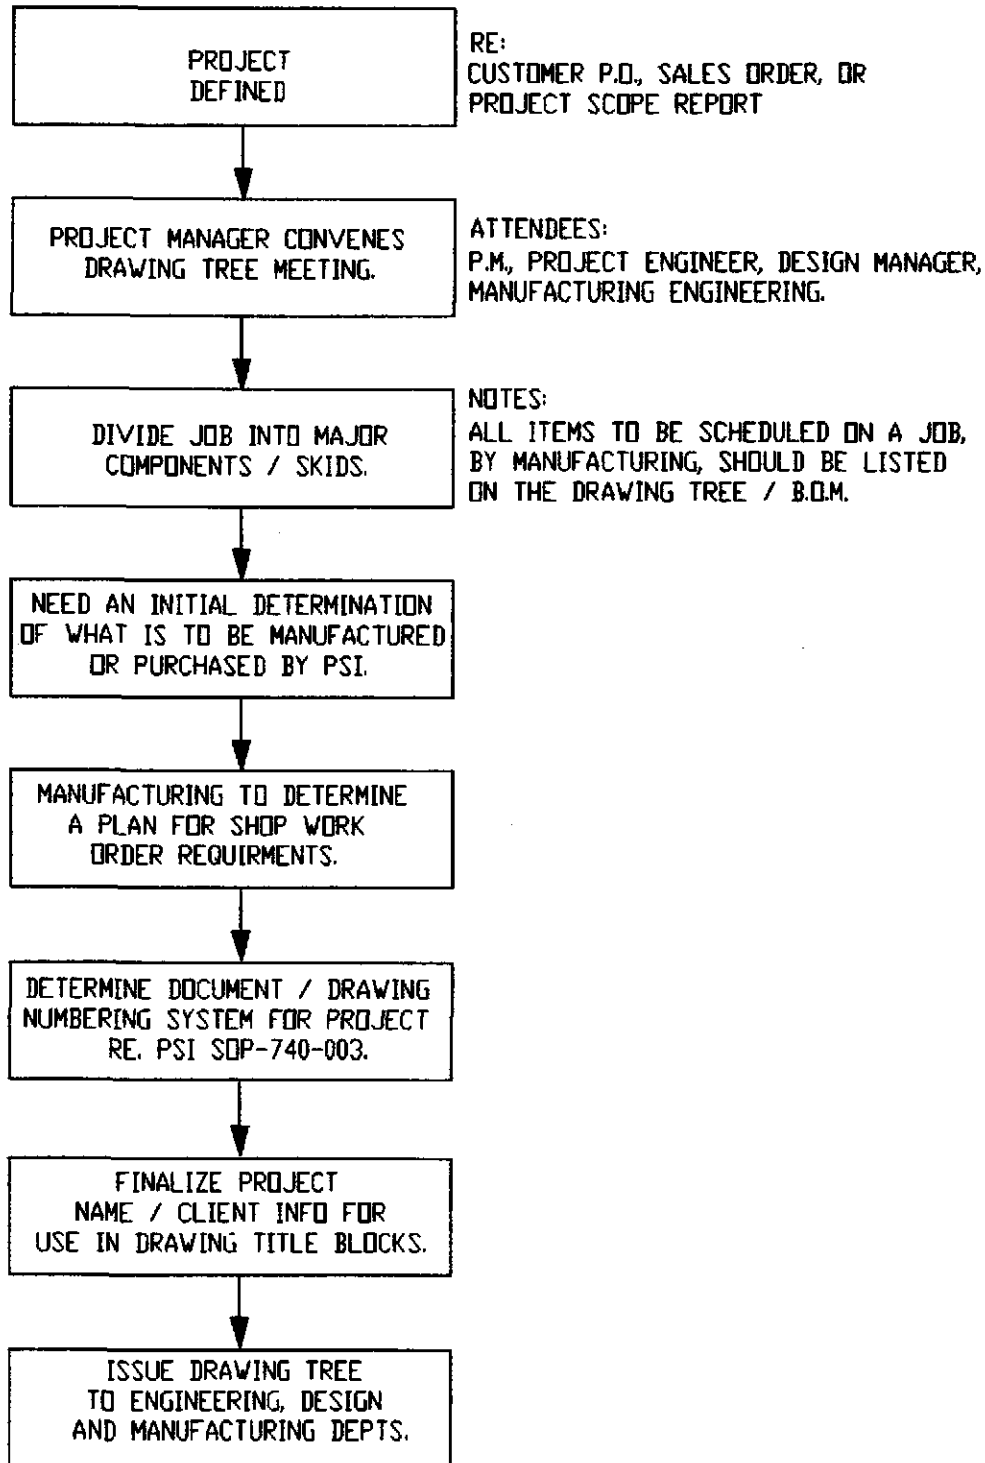 PROJECT
DEFINED
RE:
CUSTOMER P.O., SALES ORDER, OR
PROJECT SCOPE REPORT
PROJECT MANAGER CONVENES
DRAWING TREE MEETING.
ATTENDEES:
P.M., PROJECT ENGINEER, DESIGN MANAGER,
MANUFACTURING ENGINEERING.
DIVIDE JOB INTO MAJOR
COMPONENTS / SKIDS.
NOTES:
ALL ITEMS TO BE SCHEDULED ON A JOB,
BY MANUFACTURING, SHOULD BE LISTED
ON THE DRAWING TREE / B.O.M.
NEED AN INITIAL DETERMINATION
OF WHAT IS TO BE MANUFACTURED
OR PURCHASED BY PSI.
MANUFACTURING TO DETERMINE
A PLAN FOR SHOP WORK
ORDER REQUIRMENTS.
DETERMINE DOCUMENT / DRAWING
NUMBERING SYSTEM FOR PROJECT
RE. PSI SOP-740-003.
FINALIZE PROJECT
NAME / CLIENT INFO FOR
USE IN DRAWING TITLE BLOCKS.
ISSUE DRAWING TREE
TO ENGINEERING, DESIGN
AND MANUFACTURING DEPTS.